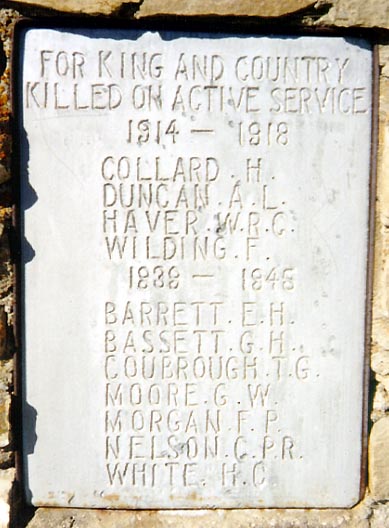 FOR KING AND COUNTRY
KILLED ON ACTIVE SERVICE
1914 — 1918
COLLARD . H.
DUNCAN . A. L.
HAVER . W. R. G.
WILDING . F.
1939 — 1945
BARRETT . E. H.
BASSETT . G. H.
COUBROUGH . T. G.
MOORE . G. W.
MORGAN . F. P.
NELSON . C. P. R.
WHITE . H. C.